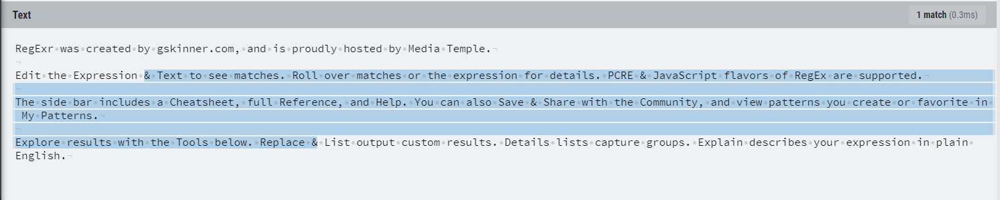 Text
1 match (0.3ms)
RegExr was created by gskinner.com, and is proudly hosted by Media Temple.
Edit the Expression & Text to see matches. Roll over matches or the expression for details. PCRE & JavaScript flavors of RegEx are supported.
The side bar includes a Cheatsheet, full Reference, and Help. You can also Save & Share with the Community, and view patterns you create or favorite in
My Patterns.
Explore results with the Tools below. Replace & List output custom results. Details lists capture groups. Explain describes your expression in plain
English.